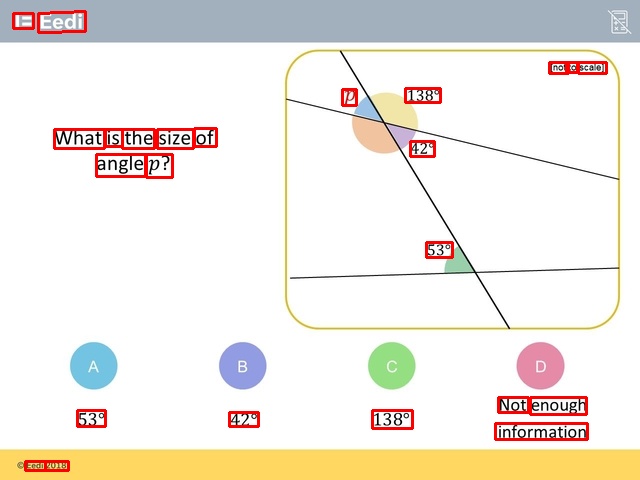 Eedi
not to scale
p
138°
What is the size of
angle p?
42°
53°
A
B
C
D
53°
42°
138°
Not enough
information
© Eedi 2018